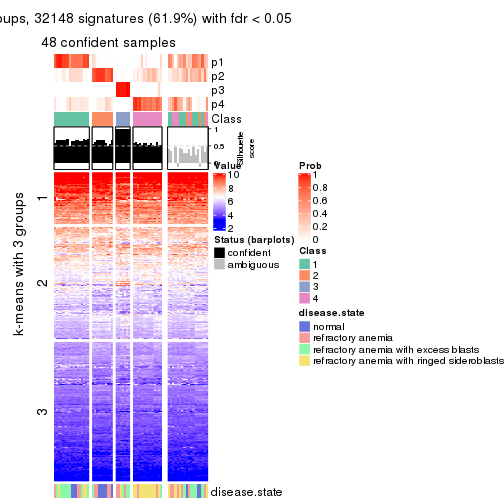 oups, 32148 signatures (61.9%) with fdr < 0.05
48 confident samples
p1
p2
p3
p4
Class
1
0.5
0
Silhouette
score
k-means with 3 groups
1
2
3
disease.state
Value
10
8
6
4
2
Status (barplots)
confident
ambiguous
Prob
1
0.8
0.6
0.4
0.2
0
Class
1
2
3
4
disease.state
normal
refractory anemia
refractory anemia with excess blasts
refractory anemia with ringed sideroblasts